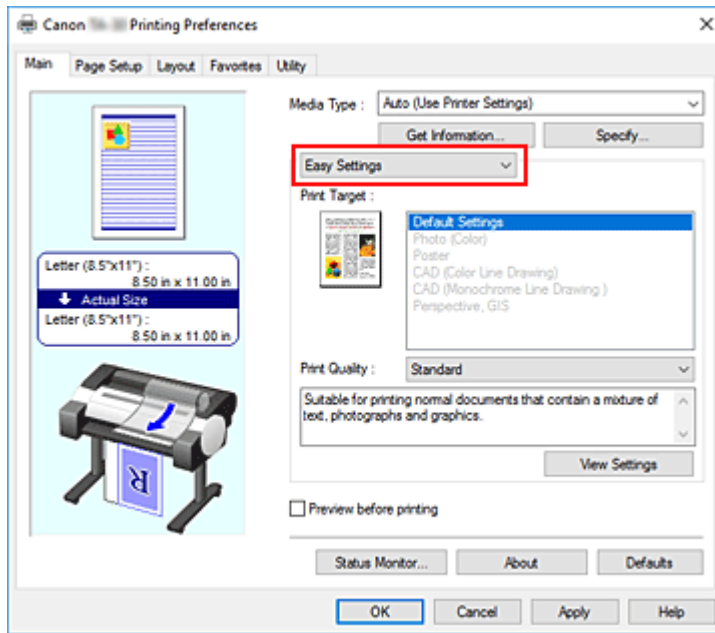 Canon Printing Preferences
Main Page Setup Layout Favorites Utility
Media Type : Auto (Use Printer Settings)
Get Information... Specify...
Easy Settings
Print Target :
Default Settings
Photo (Color)
Poster
CAD (Color Line Drawing)
CAD (Monochrome Line Drawing )
Perspective, GIS
Letter (8.5"x11") :
8.50 in x 11.00 in
Actual Size
Letter (8.5"x11") :
8.50 in x 11.00 in
Print Quality : Standard
Suitable for printing normal documents that contain a mixture of
text, photographs and graphics.
View Settings
R
Preview before printing
Status Monitor... About Defaults
OK Cancel Apply Help